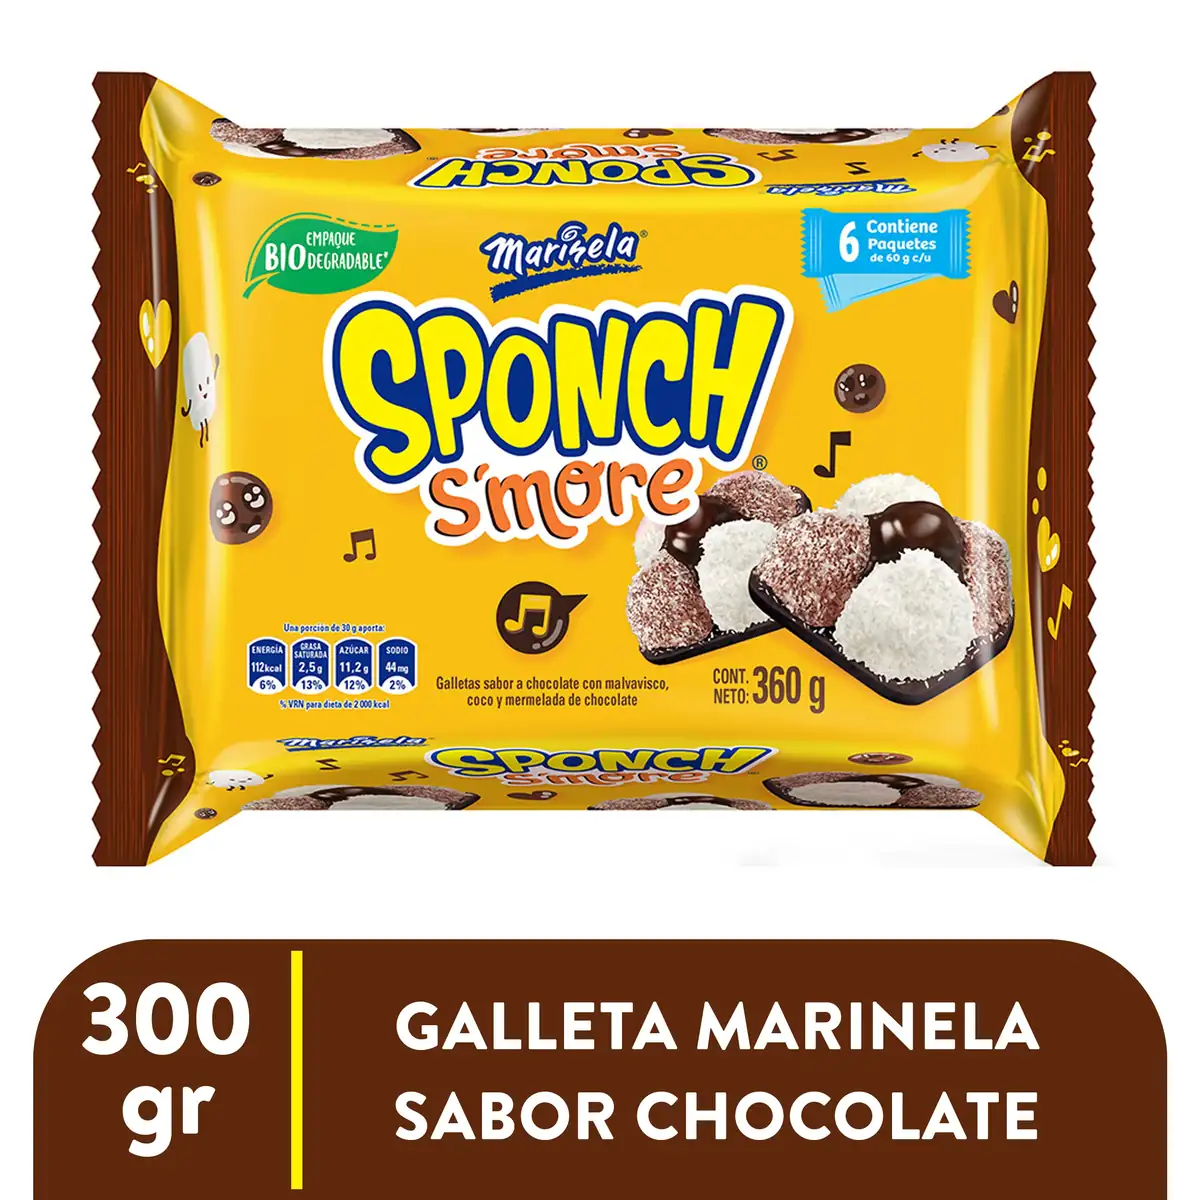 SPONCH
S'more
Marinela
EMPAQUE
BIODEGRADABLE*
Marinela®
6 Contiene
Paquetes
de 60 g c/u
SPONCH
S'more®
Una porción de 30 g aporta:
ENERGÍA
112kcal
6%
GRASA
SATURADA
2,5 g
13%
AZÚCAR
11,2 g
12%
SODIO
44 mg
2%
% VRN para dieta de 2 000 kcal
Galletas sabor a chocolate con malvavisco,
coco y mermelada de chocolate
CONT.
NETO: 360 g
Marinela
SPONCH
S'more
300
gr
GALLETA MARINELA
SABOR CHOCOLATE